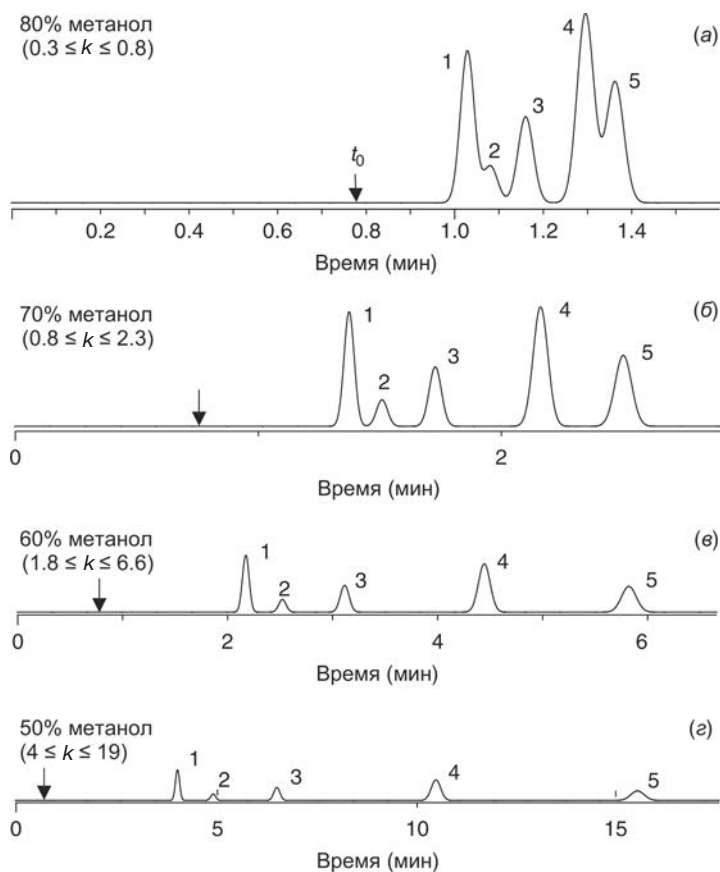 80% метанол
(0.3 ≤ k ≤ 0.8)
(а)
1
2
3
4
5
t0
0.2 0.4 0.6 0.8 1.0 1.2 1.4
Время (мин)
70% метанол
(0.8 ≤ k ≤ 2.3)
(б)
1
2
3
4
5
0 2
Время (мин)
60% метанол
(1.8 ≤ k ≤ 6.6)
(в)
1
2
3
4
5
0 2 4 6
Время (мин)
50% метанол
(4 ≤ k ≤ 19)
(г)
1
2
3
4
5
0 5 10 15
Время (мин)